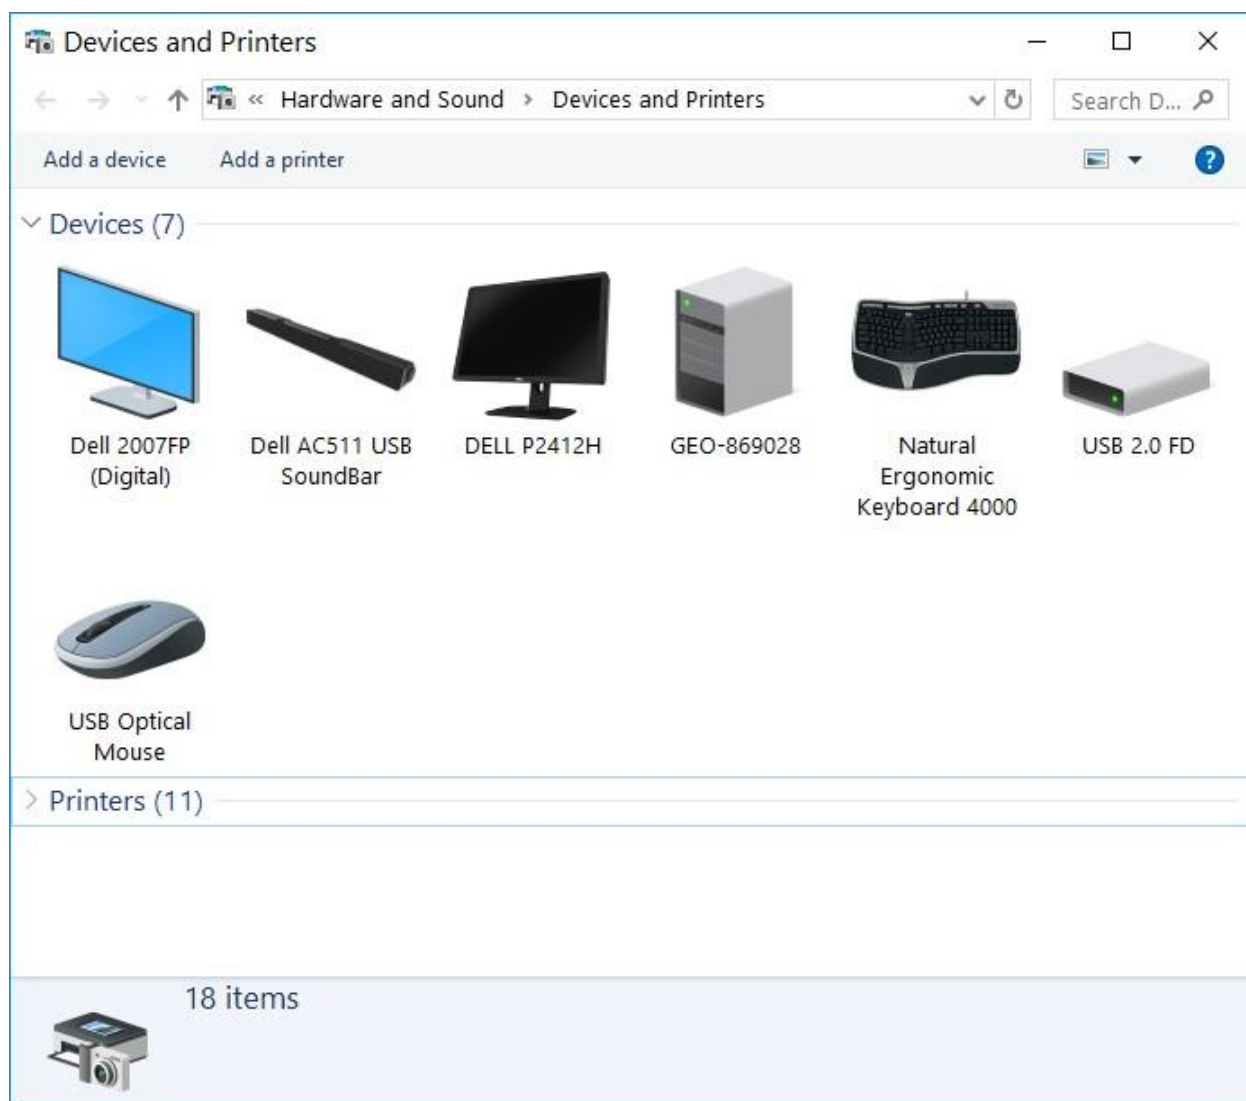 Devices and Printers
« Hardware and Sound > Devices and Printers
Search D...
Add a device
Add a printer
Devices (7)
Dell 2007FP
(Digital)
Dell AC511 USB
SoundBar
DELL P2412H
GEO-869028
Natural
Ergonomic
Keyboard 4000
USB 2.0 FD
USB Optical
Mouse
Printers (11)
18 items